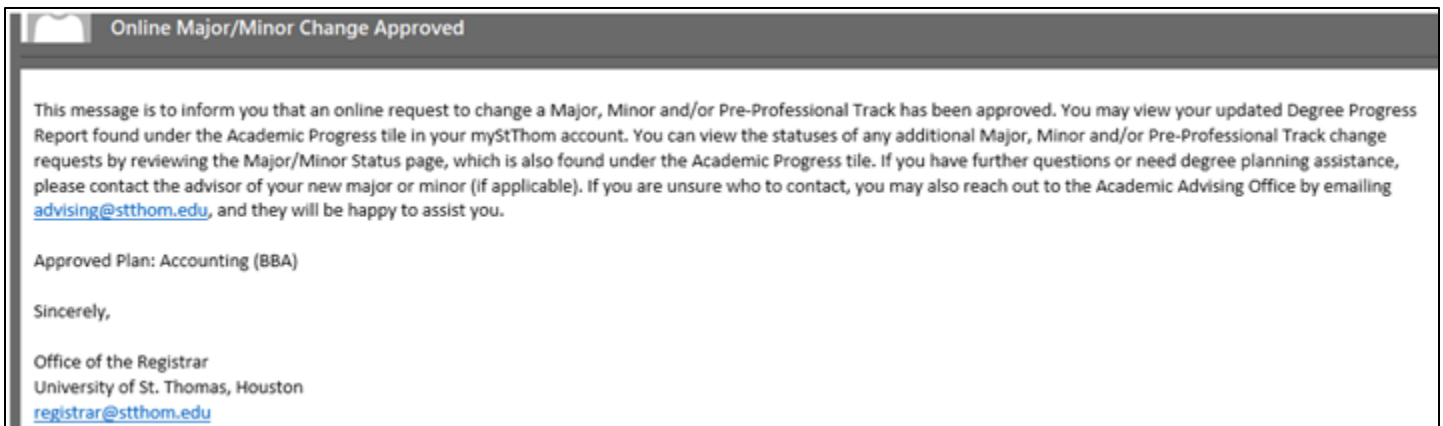 Online Major/Minor Change Approved
This message is to inform you that an online request to change a Major, Minor and/or Pre-Professional Track has been approved. You may view your updated Degree Progress
Report found under the Academic Progress tile in your myStThom account. You can view the statuses of any additional Major, Minor and/or Pre-Professional Track change
requests by reviewing the Major/Minor Status page, which is also found under the Academic Progress tile. If you have further questions or need degree planning assistance,
please contact the advisor of your new major or minor (if applicable). If you are unsure who to contact, you may also reach out to the Academic Advising Office by emailing
advising@stthom.edu, and they will be happy to assist you.
Approved Plan: Accounting (BBA)
Sincerely,
Office of the Registrar
University of St. Thomas, Houston
registrar@stthom.edu